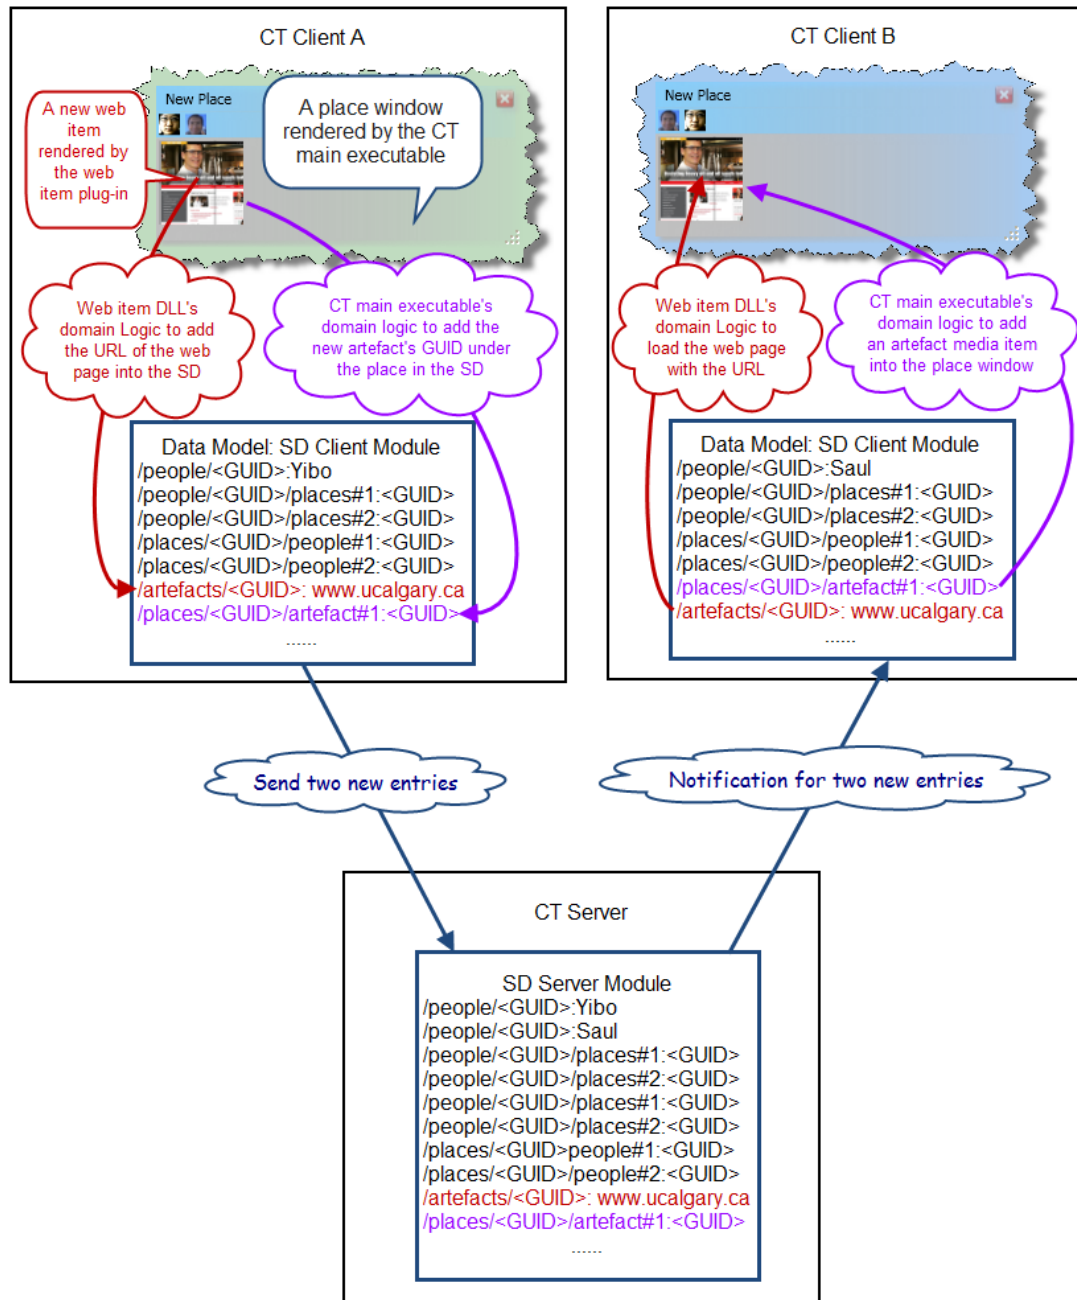 CT Client A
New Place
A new web
item
rendered by
the web
item plug-in
A place window
rendered by the CT
main executable
Web item DLL's
domain Logic to add
the URL of the web
page into the SD
CT main executable's
domain logic to add the
new artefact's GUID under
the place in the SD
Data Model: SD Client Module
/people/<GUID>:Yibo
/people/<GUID>/places#1:<GUID>
/people/<GUID>/places#2:<GUID>
/places/<GUID>/people#1:<GUID>
/places/<GUID>/people#2:<GUID>
/artefacts/<GUID>: www.ucalgary.ca
/places/<GUID>/artefact#1:<GUID>
......
CT Client B
New Place
Web item DLL's
domain Logic to
load the web page
with the URL
CT main executable's
domain logic to add
an artefact media item
into the place window
Data Model: SD Client Module
/people/<GUID>:Saul
/people/<GUID>/places#1:<GUID>
/people/<GUID>/places#2:<GUID>
/places/<GUID>/people#1:<GUID>
/places/<GUID>/people#2:<GUID>
/places/<GUID>/artefact#1:<GUID>
/artefacts/<GUID>: www.ucalgary.ca
......
Send two new entries
Notification for two new entries
CT Server
SD Server Module
/people/<GUID>:Yibo
/people/<GUID>:Saul
/people/<GUID>/places#1:<GUID>
/people/<GUID>/places#2:<GUID>
/people/<GUID>/places#1:<GUID>
/people/<GUID>/places#2:<GUID>
/places/<GUID>people#1:<GUID>
/places/<GUID>/people#2:<GUID>
/artefacts/<GUID>: www.ucalgary.ca
/places/<GUID>/artefact#1:<GUID>
......